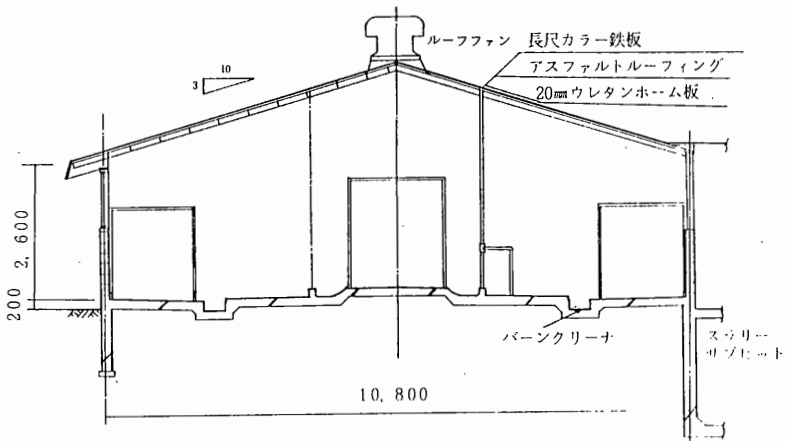 ルーフファン
長尺カラー鉄板
アスファルトルーフィング
20mmウレタンホーム板
10
3
2,600
200
バーンクリーナ
スラリー
サブピット
10,800